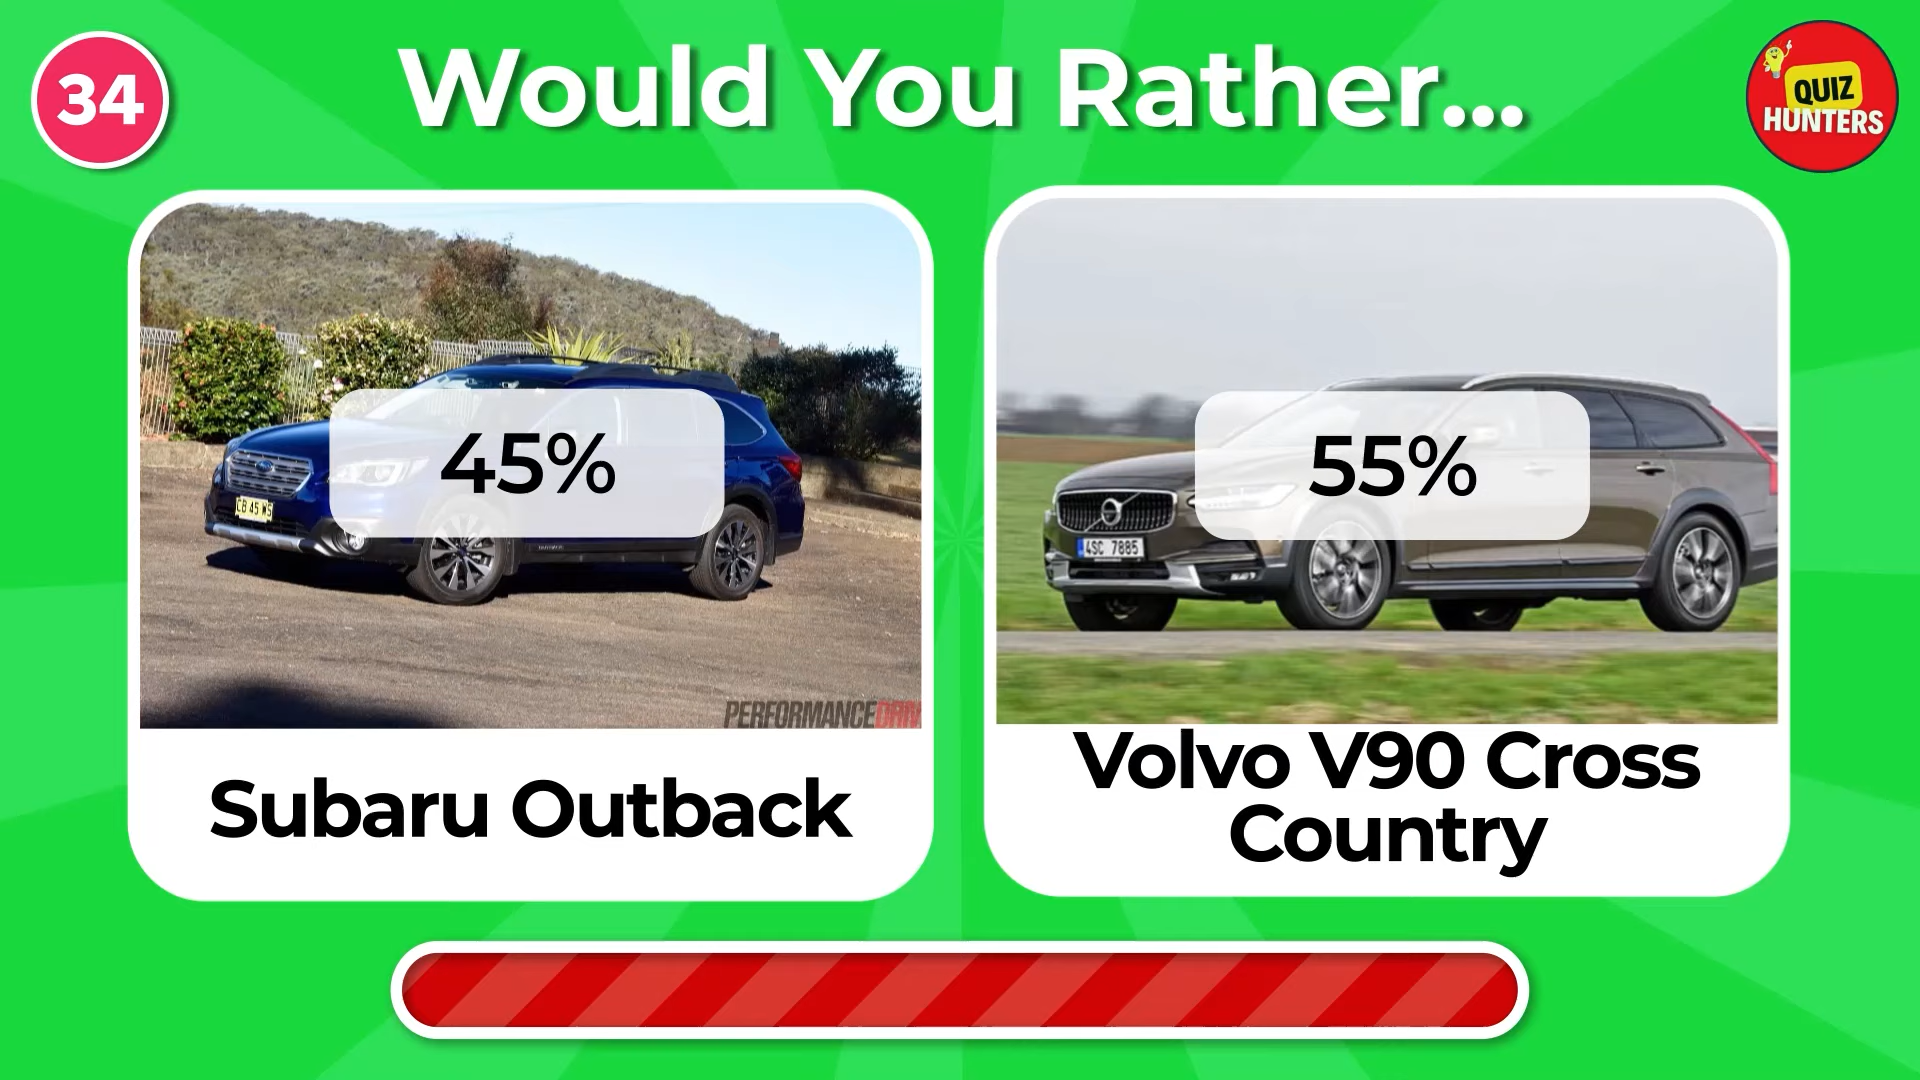 34
Would You Rather...
QUIZ
HUNTERS
45%
CB 45 WS
PERFORMANCEDRIV
Subaru Outback
55%
4SC 7885
Volvo V90 Cross
Country